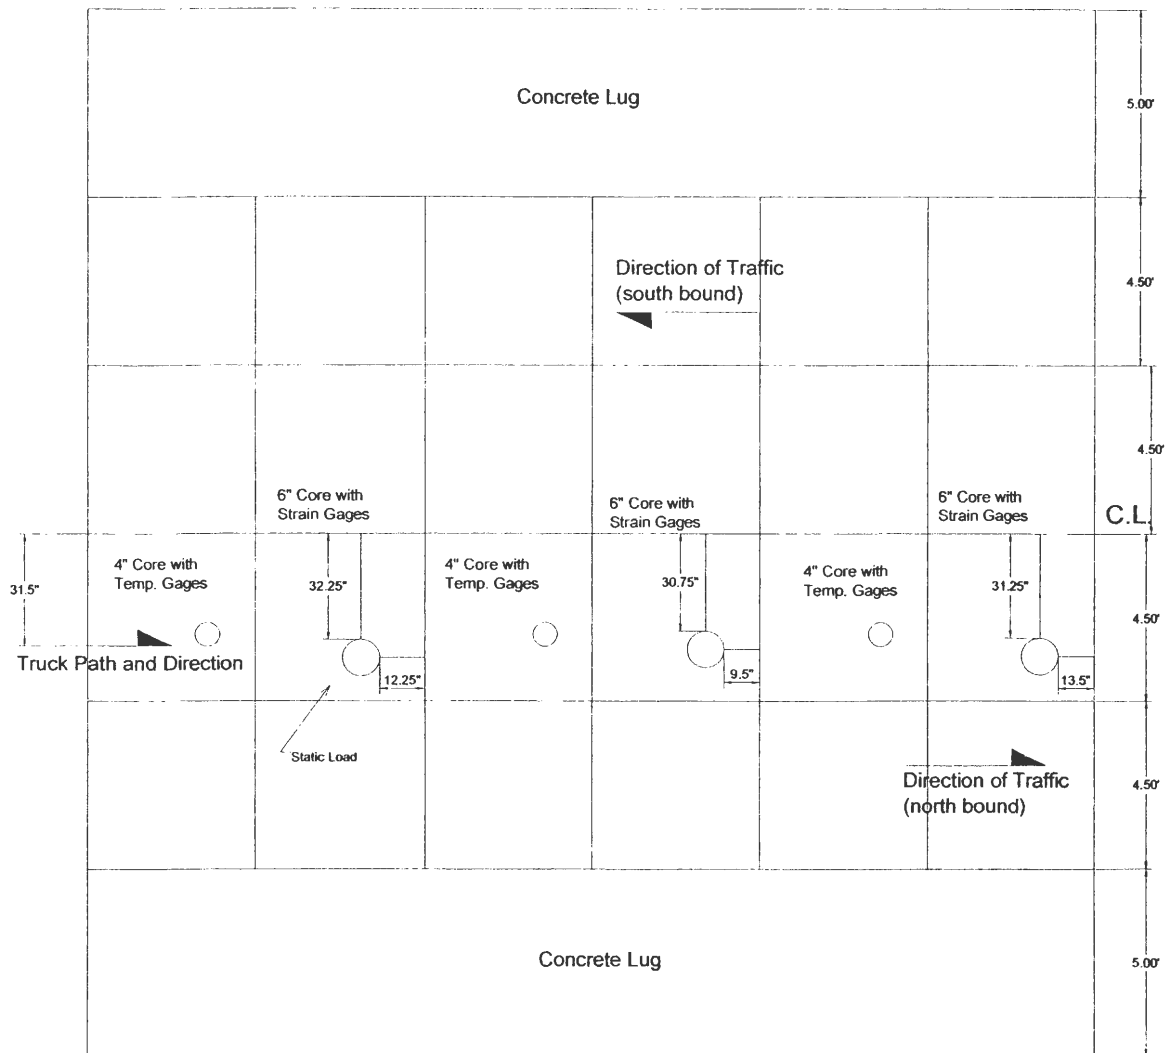 Concrete Lug
5.00'
Direction of Traffic
(south bound)
4.50'
4.50'
6" Core with
Strain Gages
6" Core with
Strain Gages
6" Core with
Strain Gages
C.L.
31.5"
4" Core with
Temp. Gages
32.25"
4" Core with
Temp. Gages
30.75"
4" Core with
Temp. Gages
31.25"
4.50'
Truck Path and Direction
12.25"
9.5"
13.5"
Static Load
Direction of Traffic
(north bound)
4.50'
Concrete Lug
5.00'